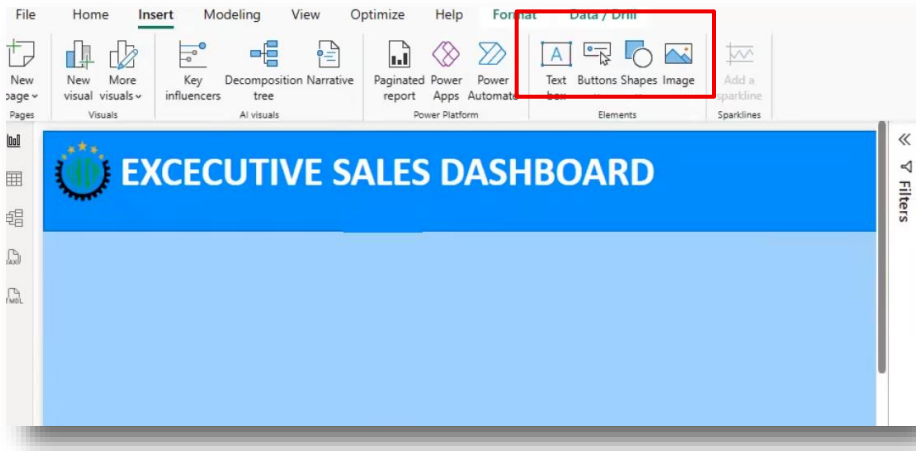 File Home Insert Modeling View Optimize Help Format Data / Drill
New New More Key Decomposition Narrative Paginated Power Power Text Buttons Shapes Image Add a
page visual visuals influencers tree report Apps Automate box sparkline
Pages Visuals AI visuals Power Platform Elements Sparklines
EXCECUTIVE SALES DASHBOARD
Filters